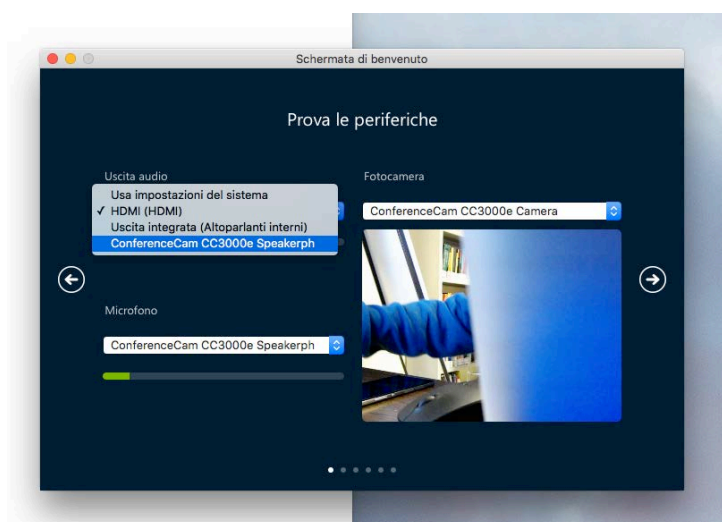 Schermata di benvenuto
Prova le periferiche
Uscita audio
Usa impostazioni del sistema
✓ HDMI (HDMI)
Uscita integrata (Altoparlanti interni)
ConferenceCam CC3000e Speakerph
Microfono
ConferenceCam CC3000e Speakerph
Fotocamera
ConferenceCam CC3000e Camera